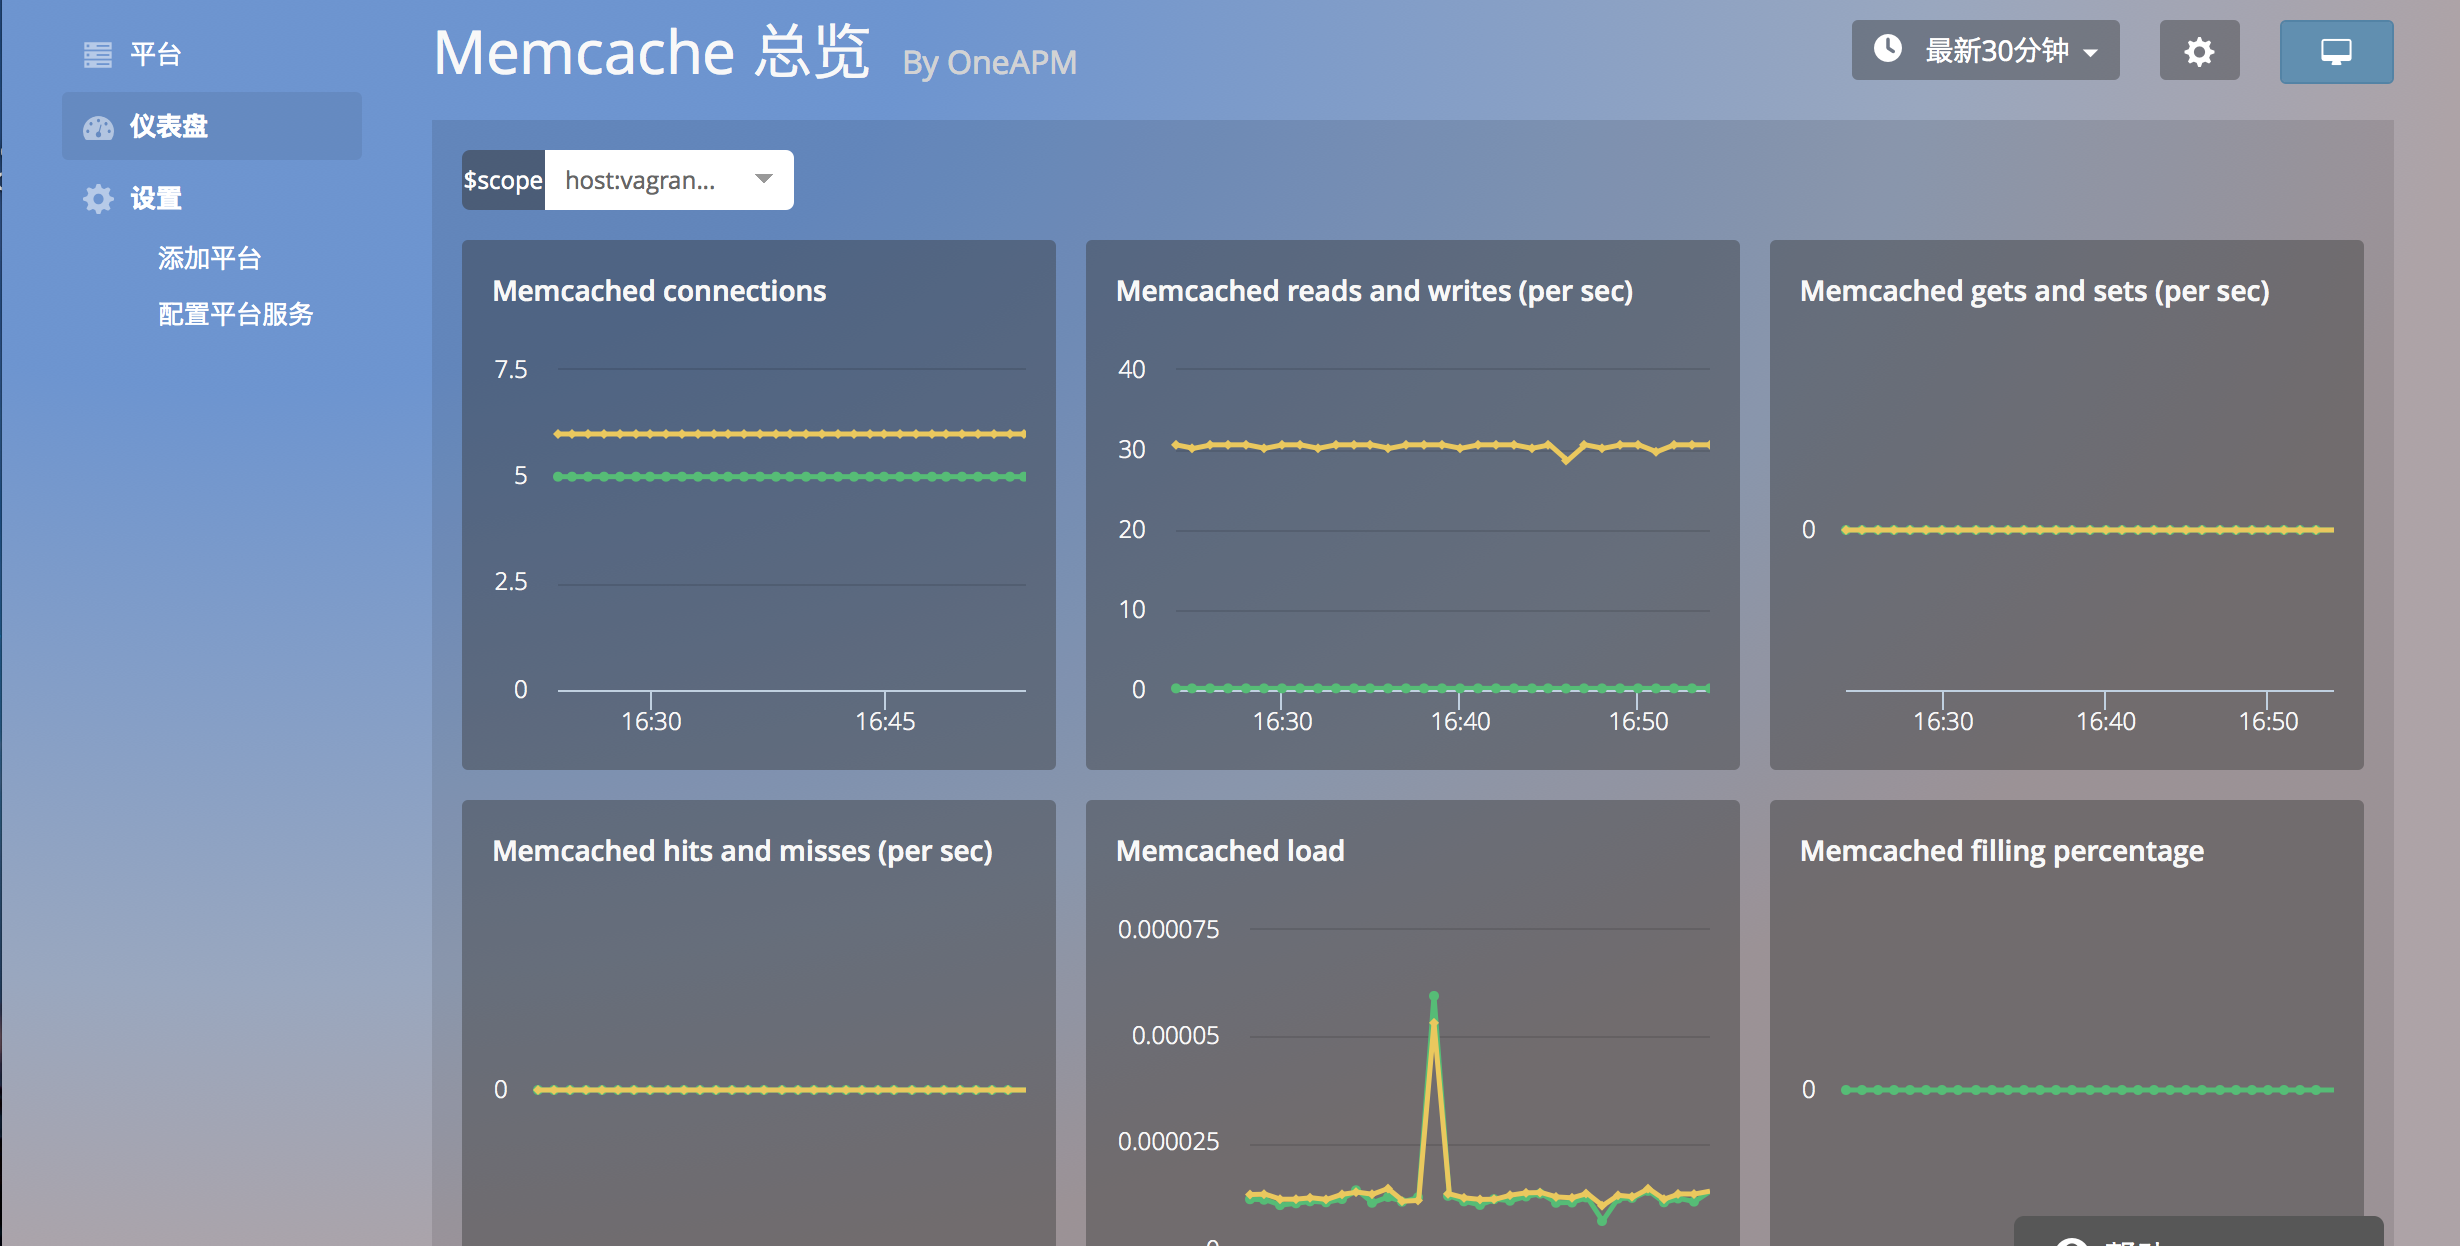 平台
仪表盘
设置
添加平台
配置平台服务
Memcache 总览 By OneAPM
最新30分钟
$scope host:vagran...
Memcached connections
7.5
5
2.5
0
16:30 16:45
Memcached reads and writes (per sec)
40
30
20
10
0
16:30 16:40 16:50
Memcached gets and sets (per sec)
0
16:30 16:40 16:50
Memcached hits and misses (per sec)
0
Memcached load
0.000075
0.00005
0.000025
Memcached filling percentage
0